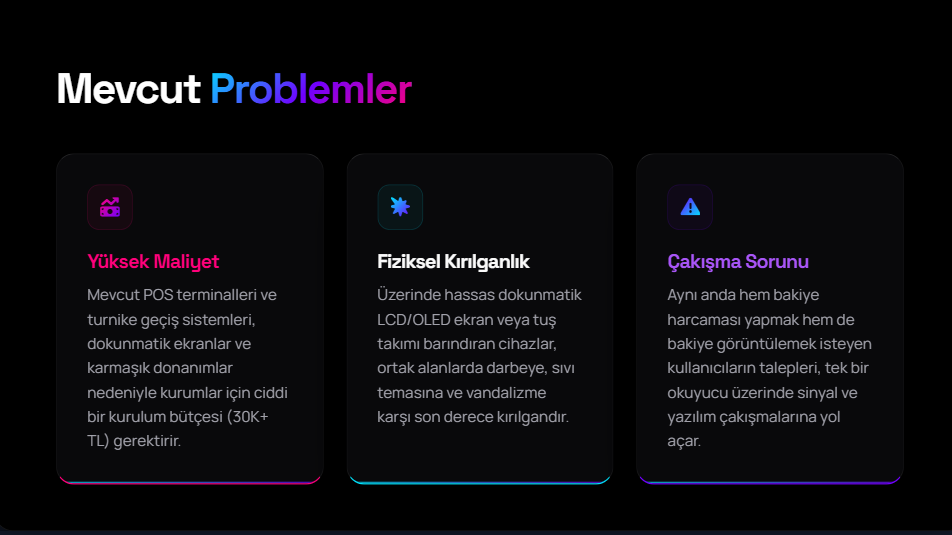 Mevcut Problemler
Yüksek Maliyet
Mevcut POS terminalleri ve
turnike geçiş sistemleri,
dokunmatik ekranlar ve
karmaşık donanımlar
nedeniyle kurumlar için ciddi
bir kurulum bütçesi (30K+
TL) gerektirir.
Fiziksel Kırılganlık
Üzerinde hassas dokunmatik
LCD/OLED ekran veya tuş
takımı barındıran cihazlar,
ortak alanlarda darbeye, sıvı
temasına ve vandalizme
karşı son derece kırılgandır.
Çakışma Sorunu
Aynı anda hem bakiye
harcaması yapmak hem de
bakiye görüntülemek isteyen
kullanıcıların talepleri, tek bir
okuyucu üzerinde sinyal ve
yazılım çakışmalarına yol
açar.